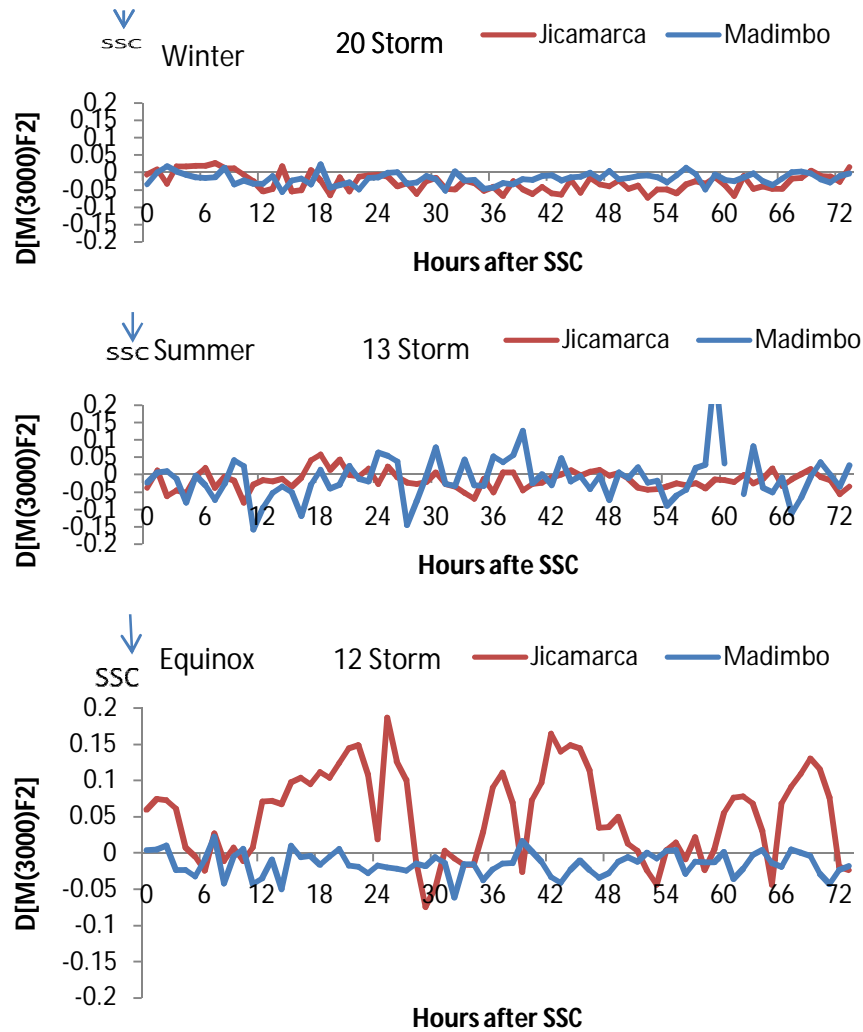 SSC
Winter
20 Storm
Jicamarca
Madimbo
D[M(3000)F2]
0.2
0.15
0.1
0.05
0
-0.05
-0.1
-0.15
-0.2
0 6 12 18 24 30 36 42 48 54 60 66 72
Hours after SSC
SSC
Summer
13 Storm
Jicamarca
Madimbo
D[M(3000)F2]
0.2
0.15
0.1
0.05
0
-0.05
-0.1
-0.15
-0.2
0 6 12 18 24 30 36 42 48 54 60 66 72
Hours afte SSC
SSC
Equinox
12 Storm
Jicamarca
Madimbo
D[M(3000)F2]
0.2
0.15
0.1
0.05
0
-0.05
-0.1
-0.15
-0.2
0 6 12 18 24 30 36 42 48 54 60 66 72
Hours after SSC